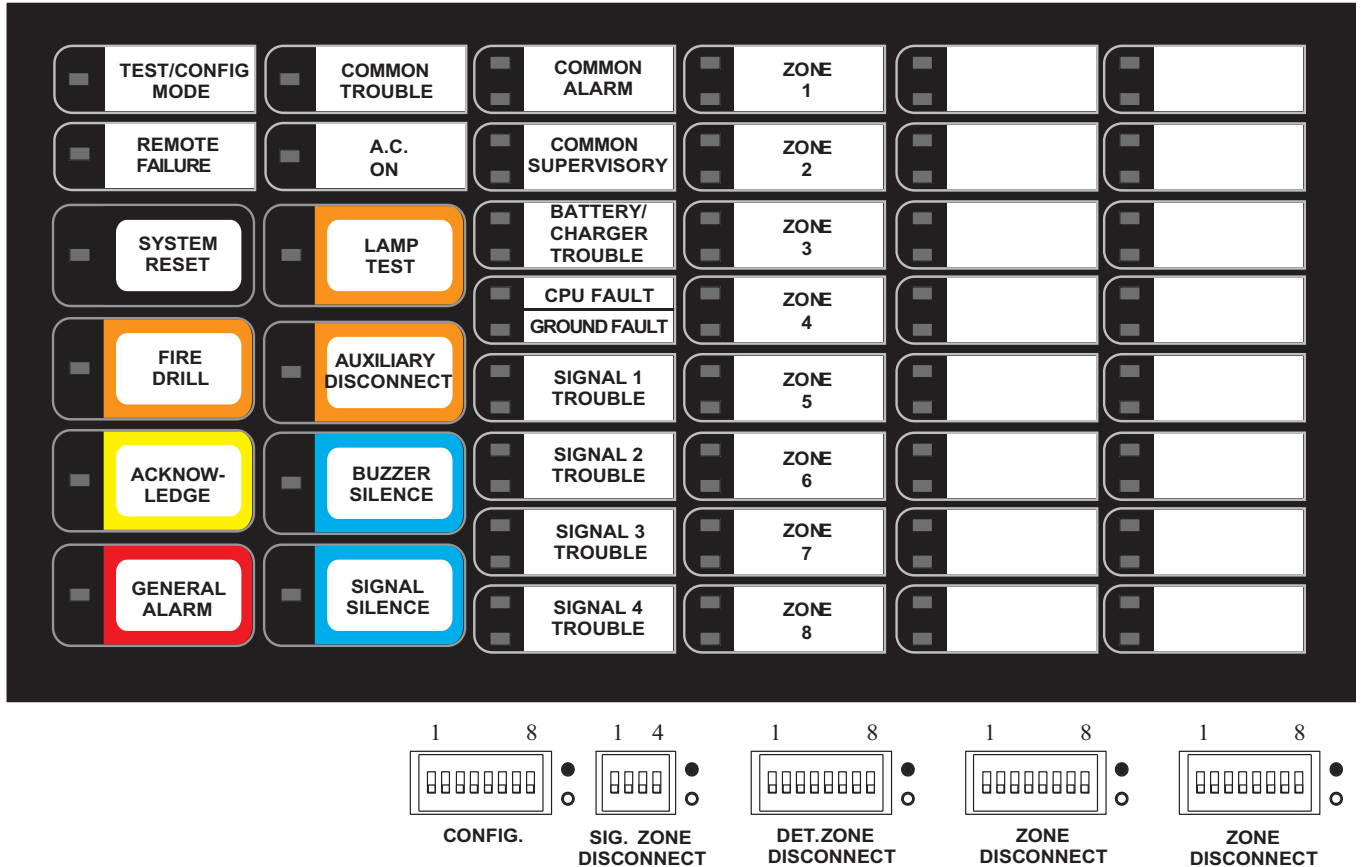 TEST/CONFIG
MODE
COMMON
TROUBLE
COMMON
ALARM
ZONE
1
REMOTE
FAILURE
A.C.
ON
COMMON
SUPERVISORY
ZONE
2
SYSTEM
RESET
LAMP
TEST
BATTERY/
CHARGER
TROUBLE
ZONE
3
CPU FAULT
GROUND FAULT
ZONE
4
FIRE
DRILL
AUXILIARY
DISCONNECT
SIGNAL 1
TROUBLE
ZONE
5
ACKNOW-
LEDGE
BUZZER
SILENCE
SIGNAL 2
TROUBLE
ZONE
6
SIGNAL 3
TROUBLE
ZONE
7
GENERAL
ALARM
SIGNAL
SILENCE
SIGNAL 4
TROUBLE
ZONE
8
1 8
CONFIG.
1 4
SIG. ZONE
DISCONNECT
1 8
DET.ZONE
DISCONNECT
1 8
ZONE
DISCONNECT
1 8
ZONE
DISCONNECT